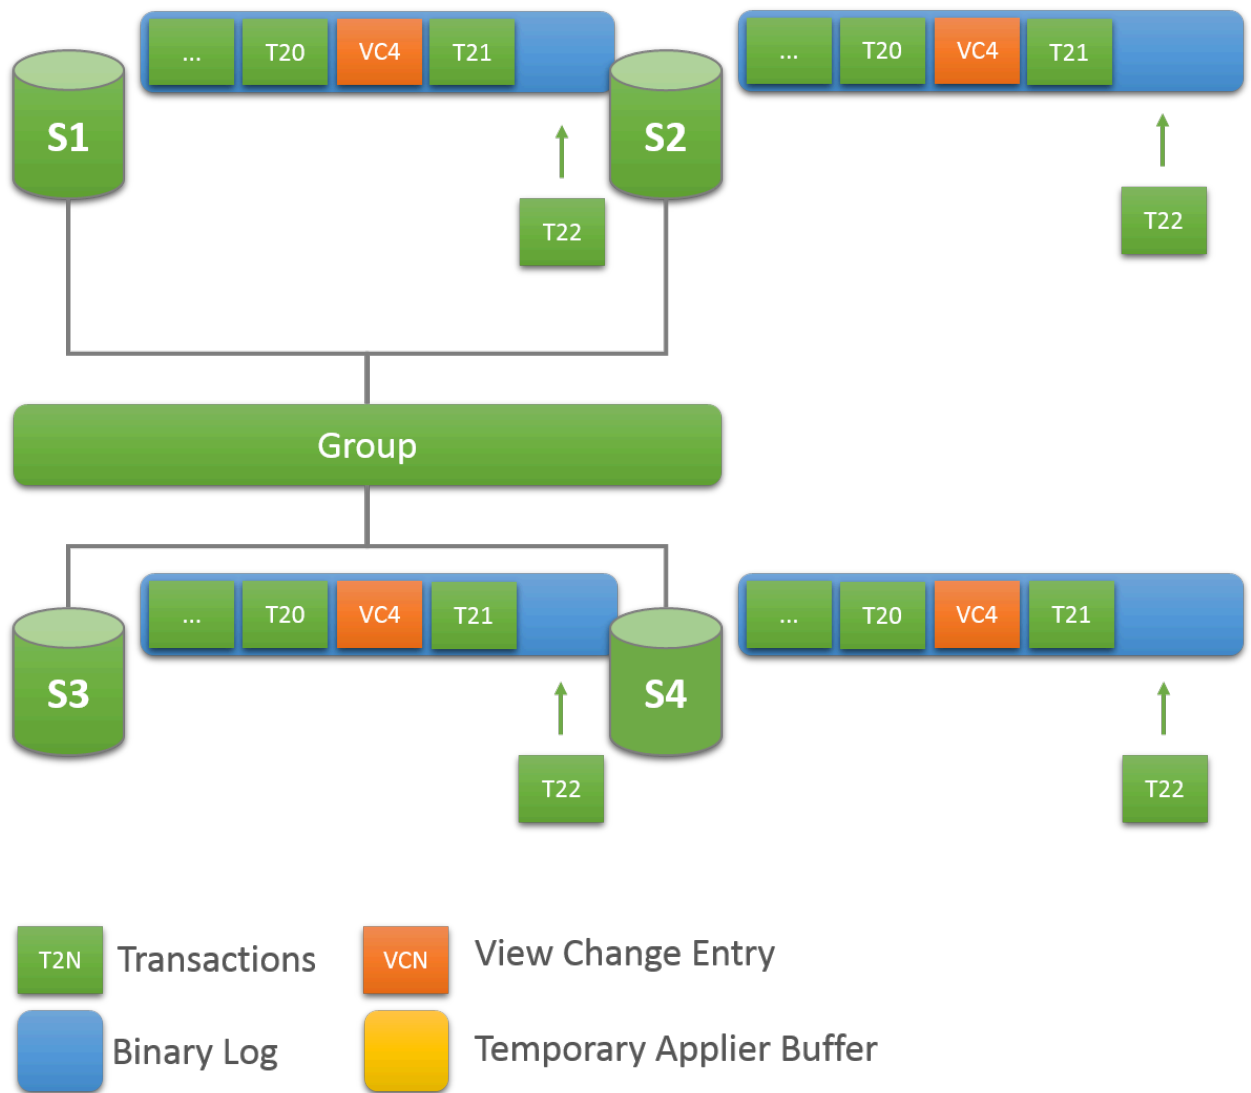 ... T20 VC4 T21
... T20 VC4 T21
S1
S2
T22
T22
Group
... T20 VC4 T21
... T20 VC4 T21
S3
S4
T22
T22
T2N Transactions
VCN View Change Entry
Binary Log
Temporary Applier Buffer